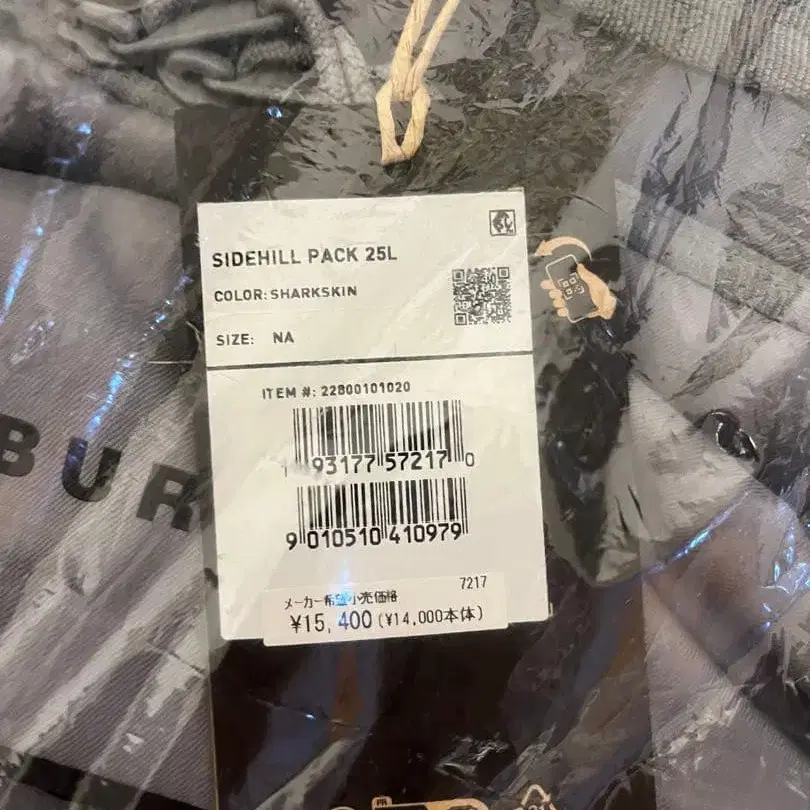 SIDEHILL PACK 25L
COLOR: SHARKSKIN
SIZE: NA
ITEM #: 22800101020
1 93177 57217 0
9 010510 410979
7217
メーカー希望小売価格
¥15,400 (¥14,000本体)
BUR